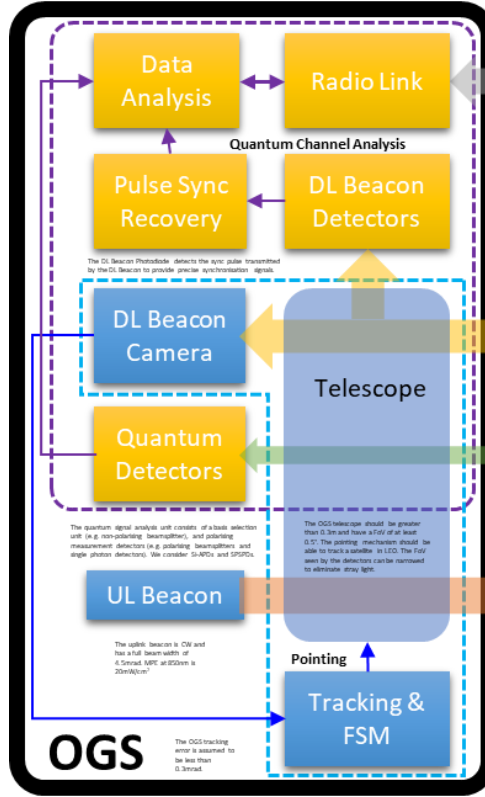 Data
Analysis
Radio Link
Quantum Channel Analysis
Pulse Sync
Recovery
DL Beacon
Detectors
The DL Beacon Photodiode detects the sync pulse transmitted
by the DL Beacon to provide precise synchronisation signals.
DL Beacon
Camera
Telescope
Quantum
Detectors
The quantum signal analysis unit consists of a basis selection
unit (e.g. non-polarising beamsplitter), and polarising
measurement detectors (e.g. polarising beamsplitters and
single photon detectors). We consider Si-APDs and SPSPDs.
The OGS telescope should be greater
than 0.3m and have a FoV of at least
0.5°. The pointing mechanism should be
able to track a satellite in LEO. The FoV
seen by the detectors can be narrowed
to eliminate stray light.
UL Beacon
The uplink beacon is CW and
has a full beam width of
4.5mrad. MPE at 850nm is
20mW/cm²
Pointing
Tracking &
FSM
OGS
The OGS tracking
error is assumed to
be less than
0.3mrad.